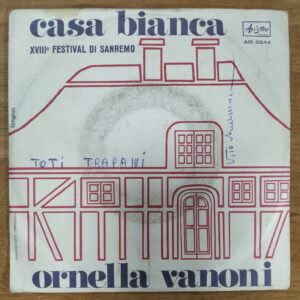 casa bianca
XVIII° FESTIVAL DI SANREMO
Ariston
AR. 0244
TOTI TRAPANI
ornella vanoni